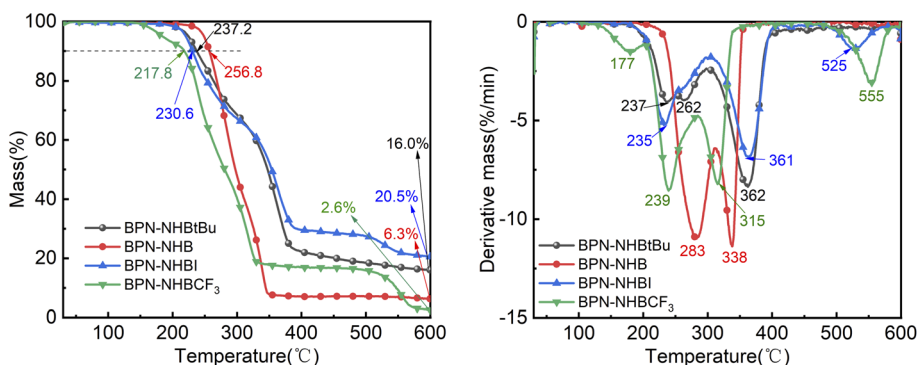 100
80
60
40
20
0
Mass(%)
237.2
217.8
256.8
230.6
16.0%
20.5%
2.6%
6.3%
BPN-NHBtBu
BPN-NHB
BPN-NHBI
BPN-NHBCF₃
100 200 300 400 500 600
Temperature(℃)
0
-5
-10
-15
Derivative mass(%/min)
177
237
262
235
525
555
361
362
239
315
283
338
BPN-NHBtBu
BPN-NHB
BPN-NHBI
BPN-NHBCF₃
100 200 300 400 500 600
Temperature(℃)